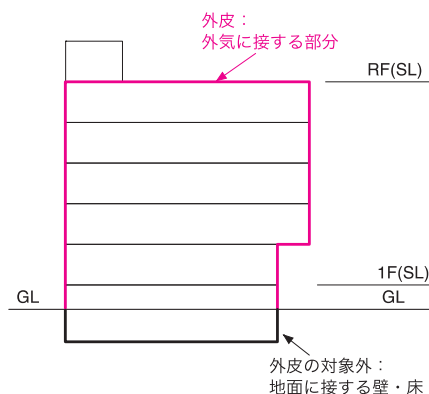 外皮：
外気に接する部分
RF(SL)
1F(SL)
GL
GL
外皮の対象外：
地面に接する壁・床